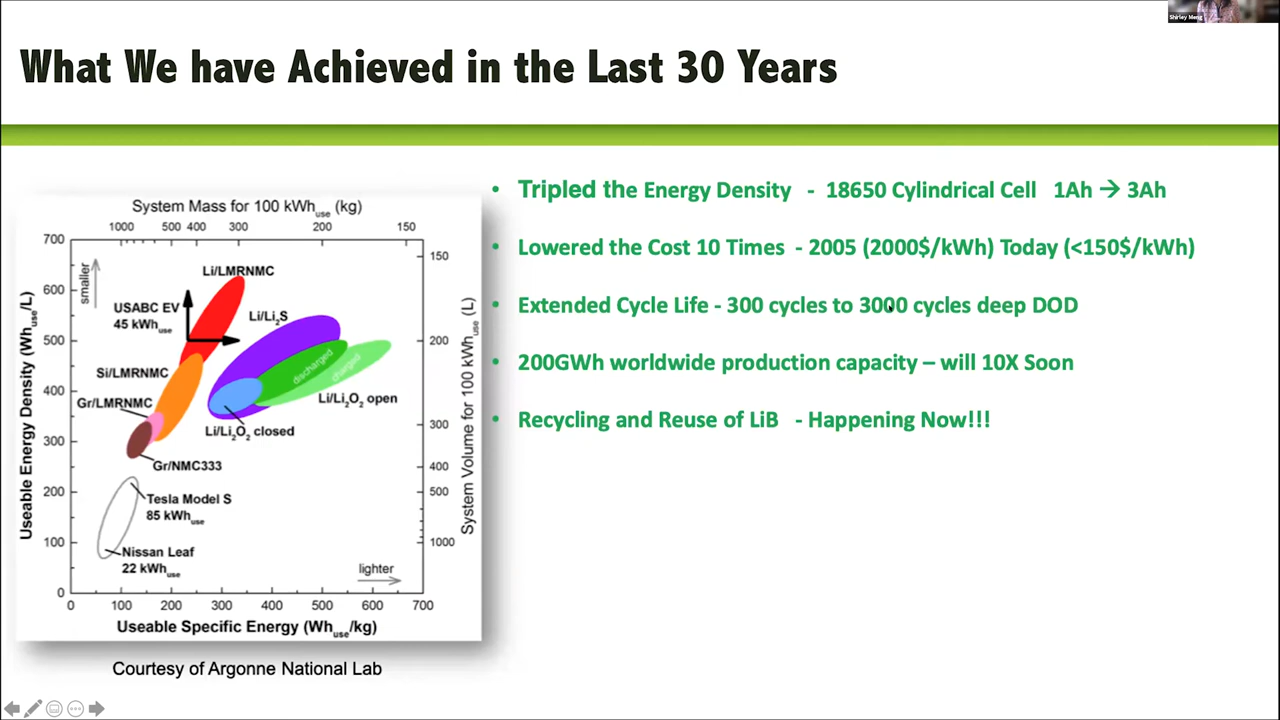 Shirley Meng
What We have Achieved in the Last 30 Years
System Mass for 100 kWhuse (kg)
1000 500 400 300 200 150
700
600
500
400
300
200
100
0
Useable Energy Density (Whuse/L)
smaller
Li/LMRNMC
USABC EV
45 kWhuse
Li/Li2S
Si/LMRNMC
discharged
charged
Gr/LMRNMC
Li/Li2O2 open
Li/Li2O2 closed
Gr/NMC333
Tesla Model S
85 kWhuse
Nissan Leaf
22 kWhuse
lighter
150
200
300
400
500
1000
System Volume for 100 kWhuse (L)
0 100 200 300 400 500 600 700
Useable Specific Energy (Whuse/kg)
Courtesy of Argonne National Lab
• Tripled the Energy Density - 18650 Cylindrical Cell 1Ah → 3Ah
• Lowered the Cost 10 Times - 2005 (2000$/kWh) Today (<150$/kWh)
• Extended Cycle Life - 300 cycles to 3000 cycles deep DOD
• 200GWh worldwide production capacity – will 10X Soon
• Recycling and Reuse of LiB - Happening Now!!!